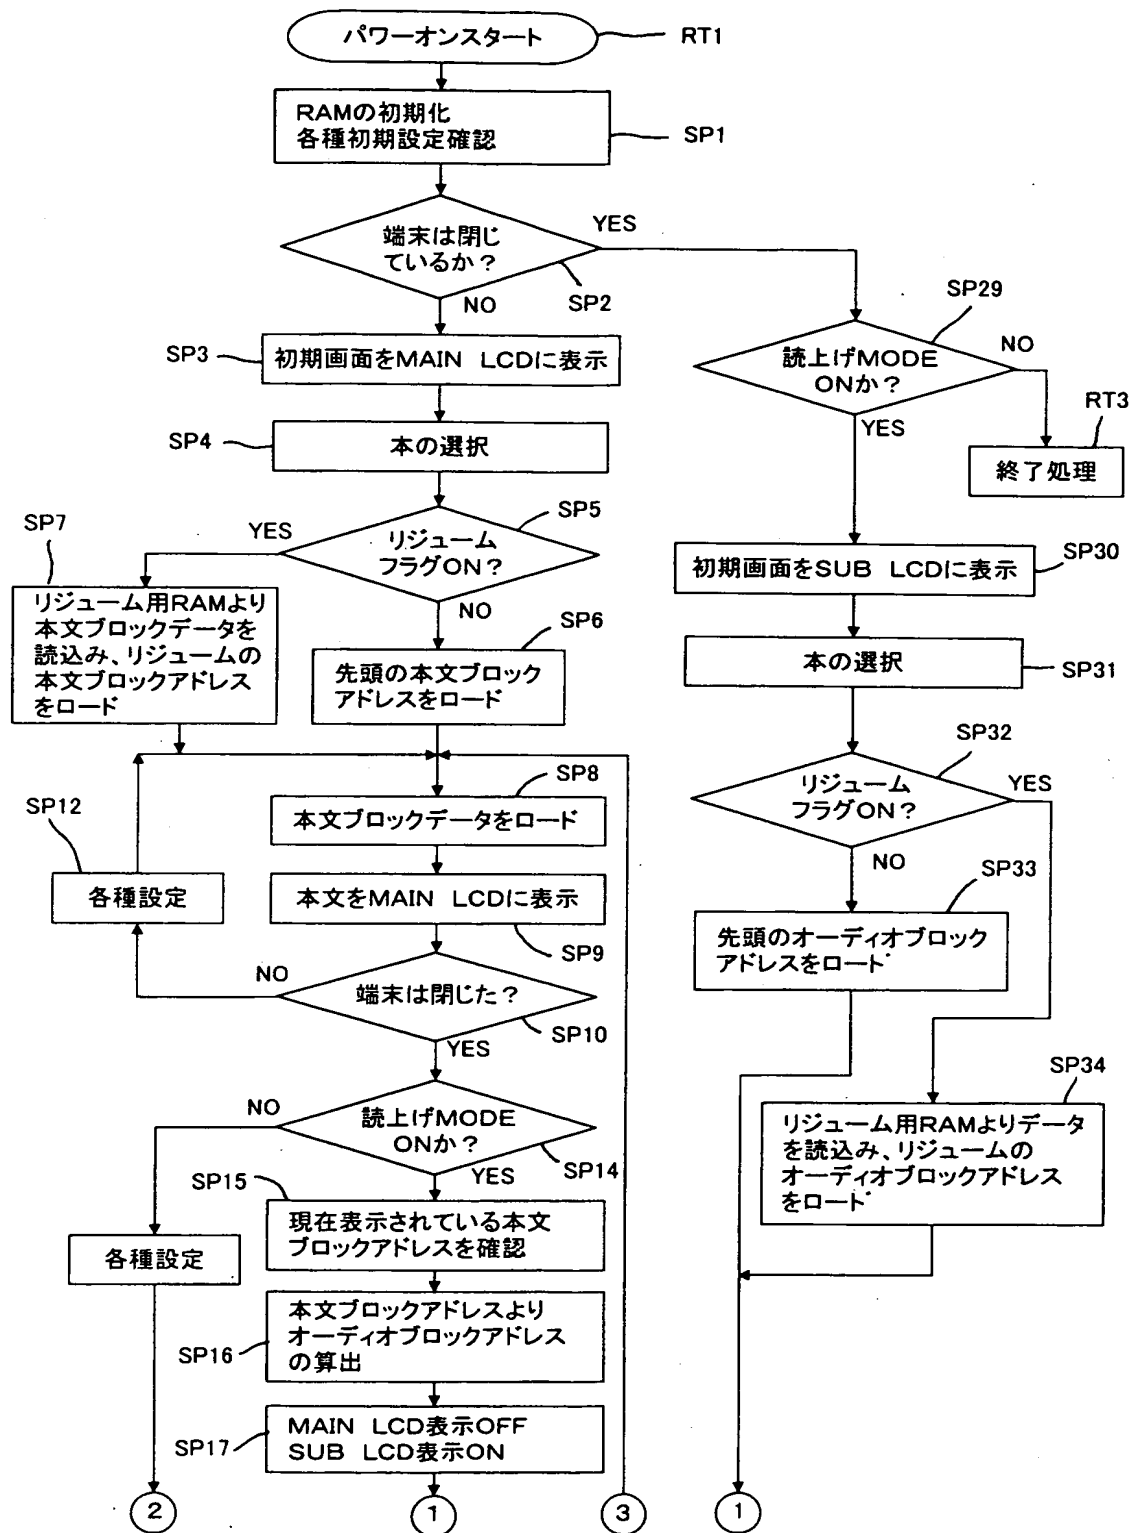 パワーオンスタート
RT1
RAMの初期化
各種初期設定確認
SP1
端末は閉じ
ているか？
YES
SP2
NO
SP3
初期画面をMAIN LCDに表示
SP4
本の選択
リジューム
フラグON？
SP5
YES
NO
SP7
リジューム用RAMより
本文ブロックデータを
読込み、リジュームの
本文ブロックアドレス
をロード
SP6
先頭の本文ブロック
アドレスをロード
SP8
本文ブロックデータをロード
SP12
各種設定
本文をMAIN LCDに表示
SP9
NO
端末は閉じた？
SP10
YES
NO
読上げMODE
ONか？
SP14
YES
SP15
現在表示されている本文
ブロックアドレスを確認
各種設定
本文ブロックアドレスより
オーディオブロックアドレス
の算出
SP16
MAIN LCD表示OFF
SUB LCD表示ON
SP17
2
1
3
SP29
読上げMODE
ONか？
NO
YES
RT3
終了処理
初期画面をSUB LCDに表示
SP30
本の選択
SP31
SP32
リジューム
フラグON？
YES
NO
SP33
先頭のオーディオブロック
アドレスをロード
SP34
リジューム用RAMよりデータ
を読込み、リジュームの
オーディオブロックアドレス
をロード
1